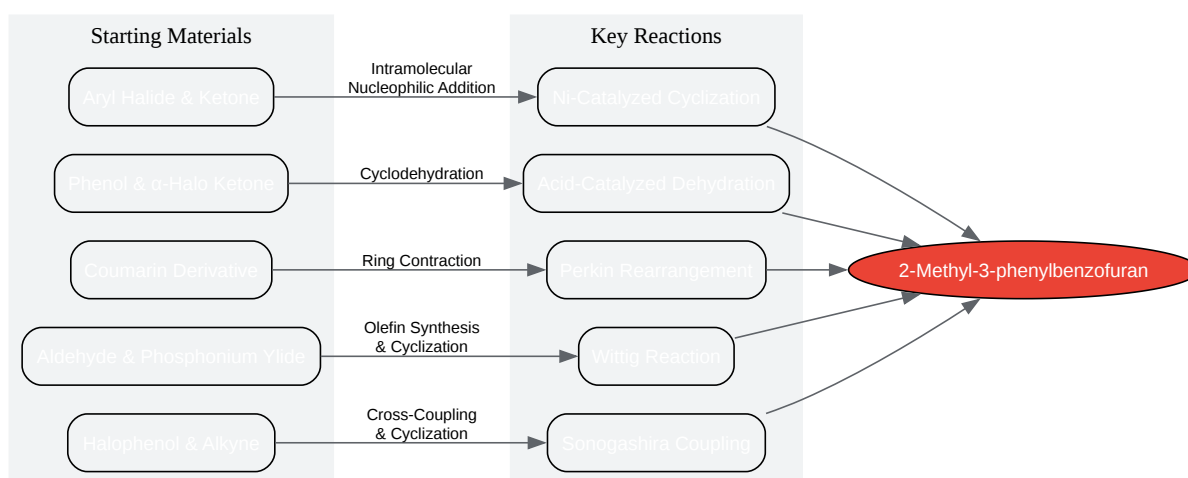 Starting Materials
Key Reactions
Aryl Halide & Ketone
Intramolecular
Nucleophilic Addition
Ni-Catalyzed Cyclization
Phenol & α-Halo Ketone
Cyclodehydration
Acid-Catalyzed Dehydration
Coumarin Derivative
Ring Contraction
Perkin Rearrangement
2-Methyl-3-phenylbenzofuran
Aldehyde & Phosphonium Ylide
Olefin Synthesis
& Cyclization
Wittig Reaction
Halophenol & Alkyne
Cross-Coupling
& Cyclization
Sonogashira Coupling